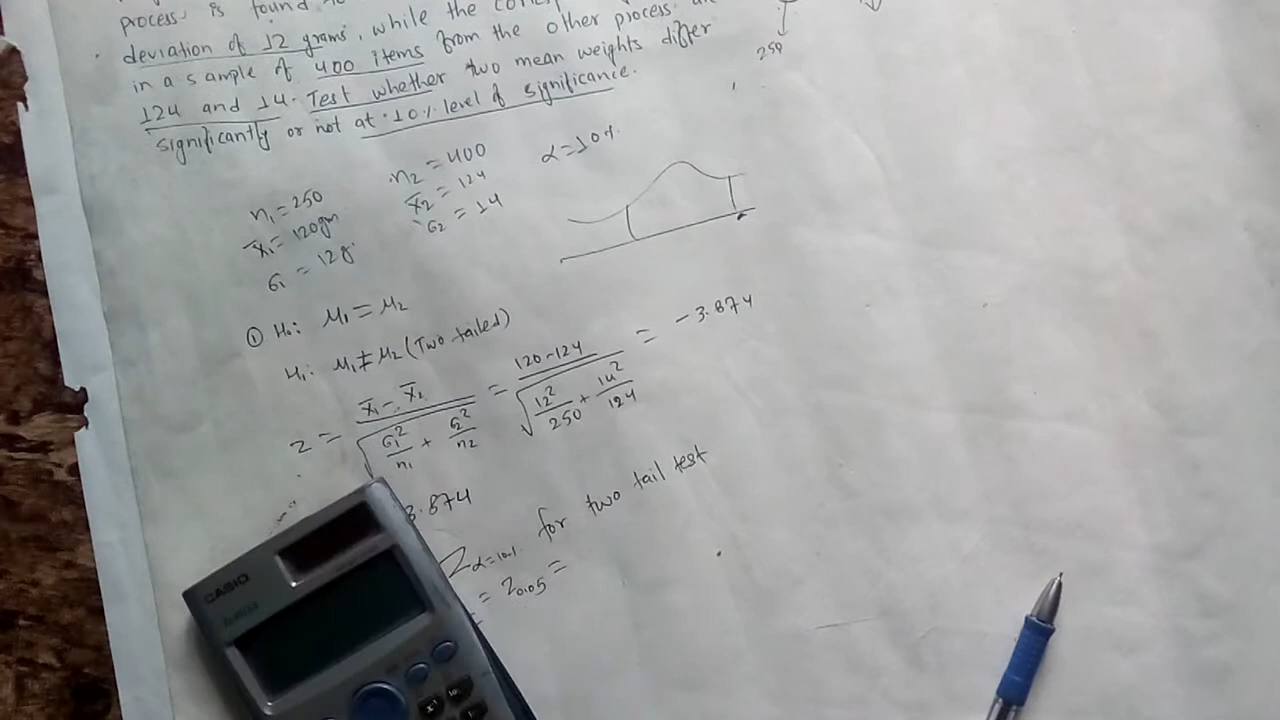 process is found
deviation of 12 grams, while the
in a sample of 400 items from the other process
124 and 14. Test whether two mean weights differ
significantly or not at 10% level of significance.
250
n1 = 250
x̄1 = 120gm
σ1 = 12g
n2 = 400
x̄2 = 124
σ2 = 14
α = 10%
① H0: μ1 = μ2
H1: μ1 ≠ μ2 (Two tailed)
z = (x̄1 - x̄2) / √(σ1²/n1 + σ2²/n2) = (120-124) / √(12²/250 + 14²/124) = -3.874
3.874
Zα=10% for two tail test
= Z0.05 =
CASIO